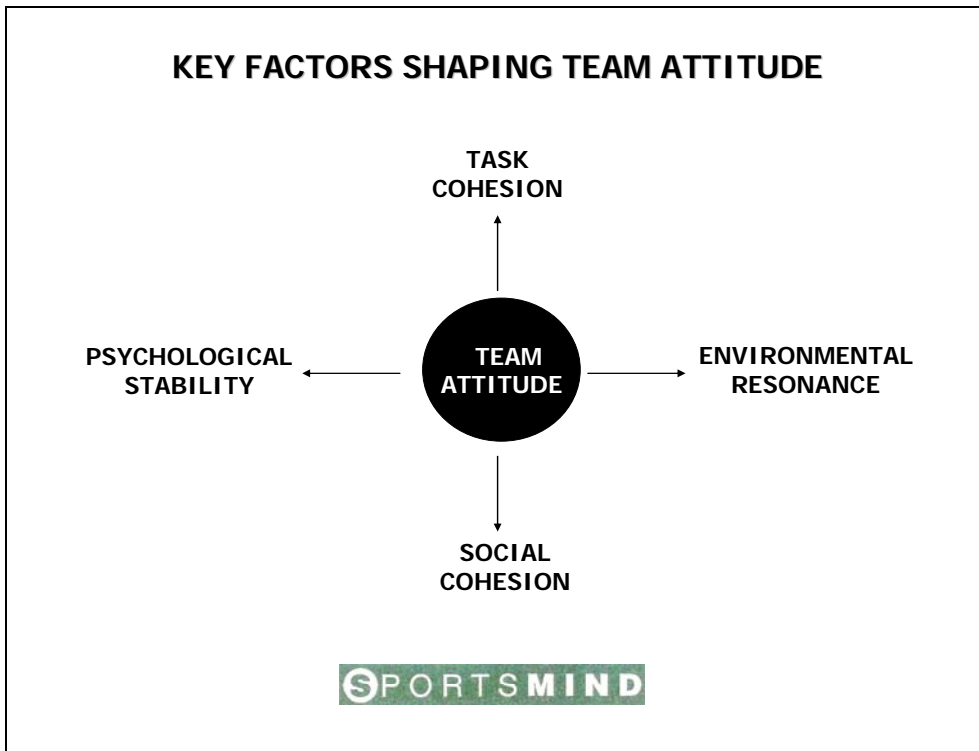 KEY FACTORS SHAPING TEAM ATTITUDE
TASK
COHESION
PSYCHOLOGICAL
STABILITY
TEAM
ATTITUDE
ENVIRONMENTAL
RESONANCE
SOCIAL
COHESION
SPORTSMIND